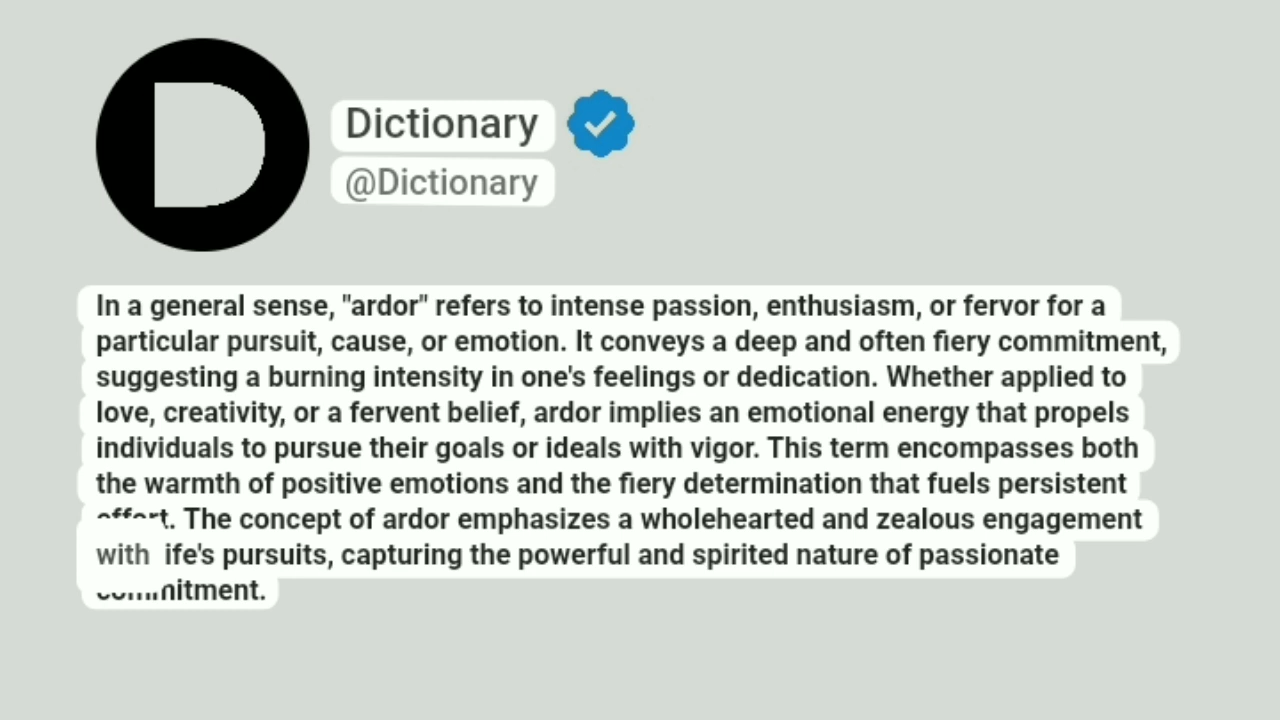 D
Dictionary
@Dictionary
In a general sense, "ardor" refers to intense passion, enthusiasm, or fervor for a
particular pursuit, cause, or emotion. It conveys a deep and often fiery commitment,
suggesting a burning intensity in one's feelings or dedication. Whether applied to
love, creativity, or a fervent belief, ardor implies an emotional energy that propels
individuals to pursue their goals or ideals with vigor. This term encompasses both
the warmth of positive emotions and the fiery determination that fuels persistent
effort. The concept of ardor emphasizes a wholehearted and zealous engagement
with ife's pursuits, capturing the powerful and spirited nature of passionate
commitment.